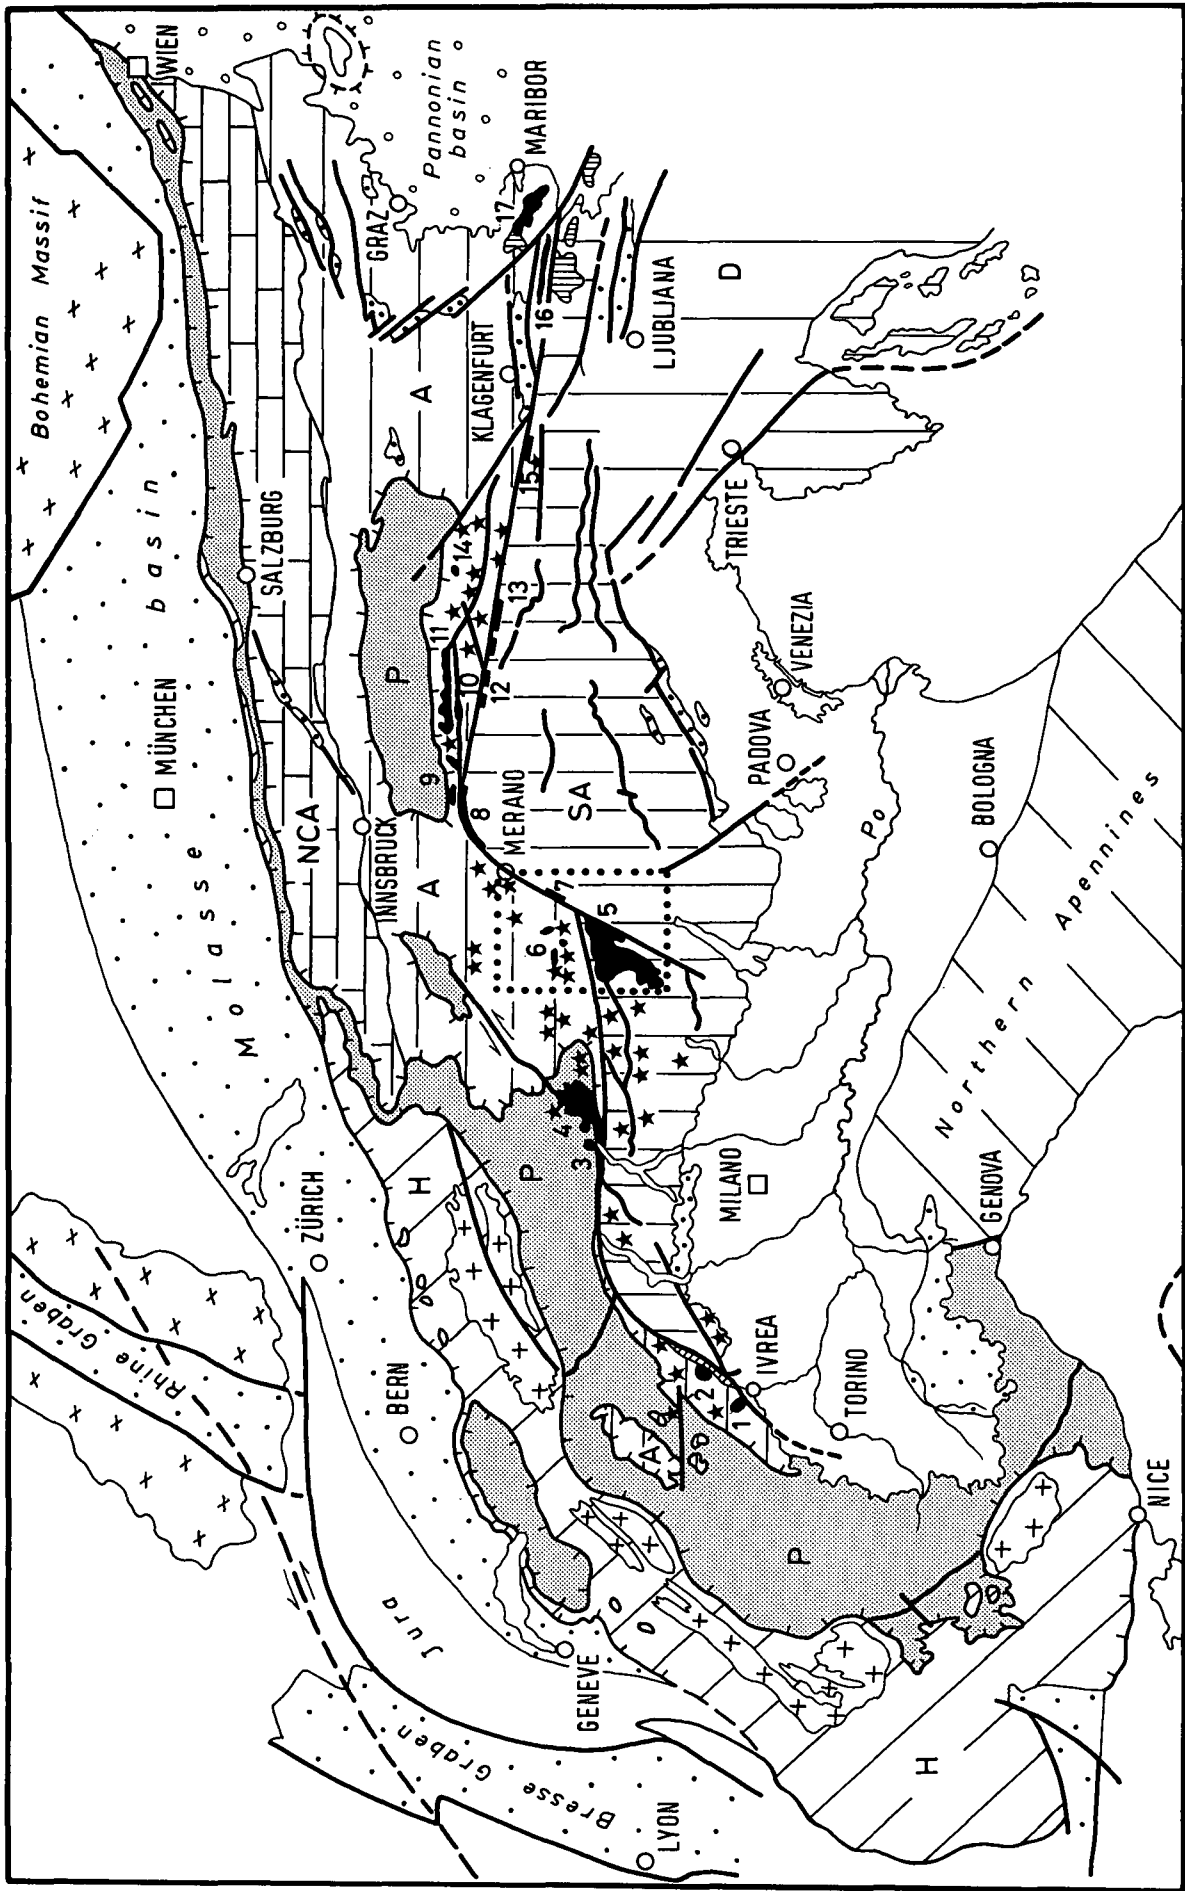 Bohemian Massif
WIEN
Molasse basin
MÜNCHEN
SALZBURG
NCA
INNSBRUCK
Pannonian
basin
GRAZ
MARIBOR
KLAGENFURT
LJUBLJANA
A
A
P
D
17
16
15
14
13
12
11
10
9
8
MERANO
SA
7
6
5
4
3
TRIESTE
VENEZIA
PADOVA
Po
BOLOGNA
Northern Apennines
MILANO
GENOVA
Rhine Graben
ZÜRICH
BERN
H
P
IVREA
2
1
TORINO
A
P
NICE
Jura
GENEVE
Bresse Graben
LYON
H